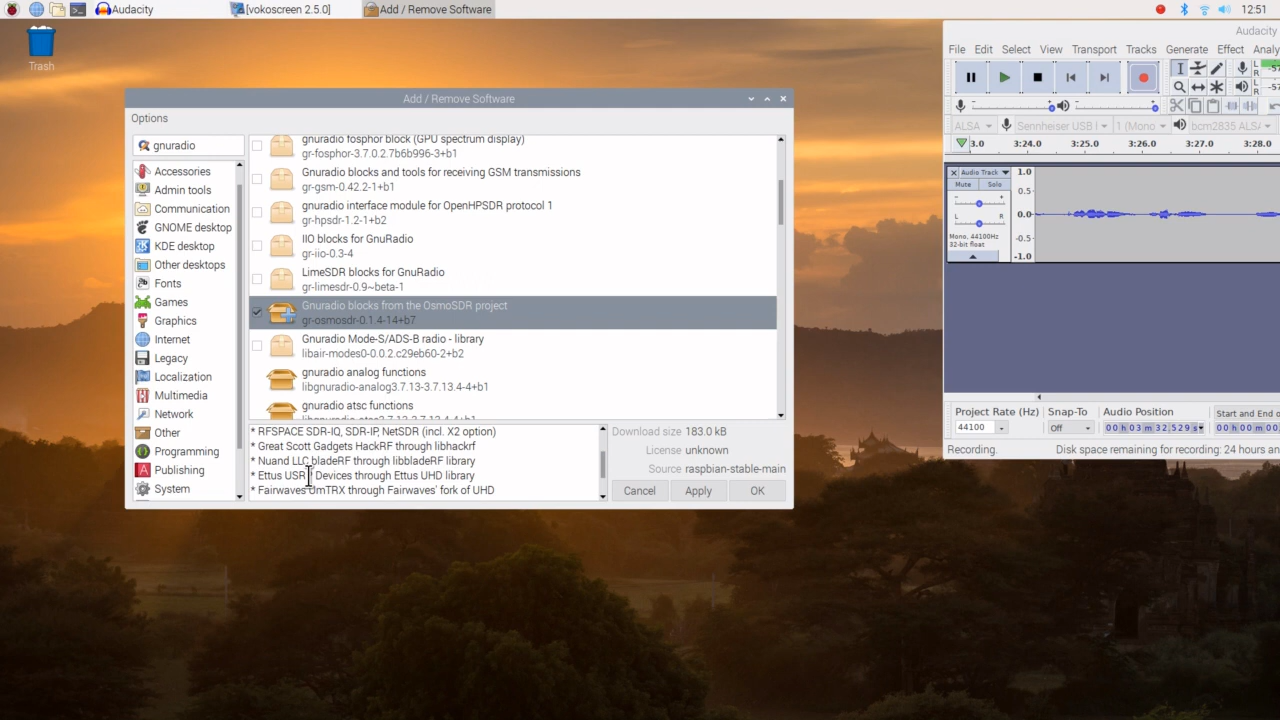 Audacity
[vokoscreen 2.5.0]
Add / Remove Software
12:51
Trash
Add / Remove Software
Options
gnuradio
Accessories
Admin tools
Communication
GNOME desktop
KDE desktop
Other desktops
Fonts
Games
Graphics
Internet
Legacy
Localization
Multimedia
Network
Other
Programming
Publishing
System
gnuradio fosphor block (GPU spectrum display)
gr-fosphor-3.7.0.2.7b6b996-3+b1
Gnuradio blocks and tools for receiving GSM transmissions
gr-gsm-0.42.2-1+b1
gnuradio interface module for OpenHPSDR protocol 1
gr-hpsdr-1.2-1+b2
IIO blocks for GnuRadio
gr-iio-0.3-4
LimeSDR blocks for GnuRadio
gr-limesdr-0.9~beta-1
Gnuradio blocks from the OsmoSDR project
gr-osmosdr-0.1.4-14+b7
Gnuradio Mode-S/ADS-B radio - library
libair-modes0-0.0.2.c29eb60-2+b2
gnuradio analog functions
libgnuradio-analog3.7.13-3.7.13.4-4+b1
gnuradio atsc functions
* RFSPACE SDR-IQ, SDR-IP, NetSDR (incl. X2 option)
* Great Scott Gadgets HackRF through libhackrf
* Nuand LLC bladeRF through libbladeRF library
* Ettus USRP Devices through Ettus UHD library
* Fairwaves UmTRX through Fairwaves' fork of UHD
Download size 183.0 kB
License unknown
Source raspbian-stable-main
Cancel Apply OK
Audacity
File Edit Select View Transport Tracks Generate Effect Analy
L -57
R
L
R -57
ALSA Sennheiser USB 1 (Mono bcm2835 ALSA
3.0 3:24.0 3:25.0 3:26.0 3:27.0 3:28.0
Audio Track
Mute Solo
- +
L R
Mono, 44100Hz
32-bit float
1.0
0.5
0.0
-0.5
-1.0
Project Rate (Hz) Snap-To Audio Position Start and End o
44100 Off 00 h 03 m 32,529 s 00 h 00 m 00
Recording. Disk space remaining for recording: 24 hours an